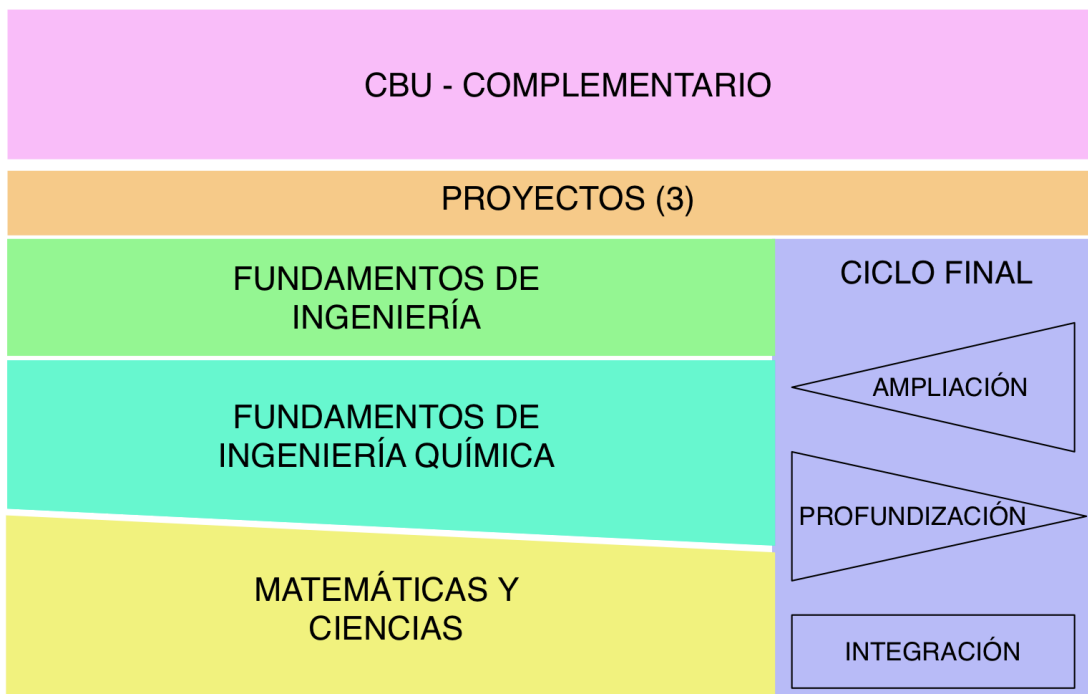 CBU - COMPLEMENTARIO
PROYECTOS (3)
FUNDAMENTOS DE
INGENIERÍA
FUNDAMENTOS DE
INGENIERÍA QUÍMICA
MATEMÁTICAS Y
CIENCIAS
CICLO FINAL
AMPLIACIÓN
PROFUNDIZACIÓN
INTEGRACIÓN